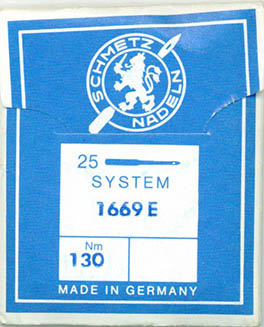 SCHMETZ
NADELN
25
SYSTEM
1669 E
Nm
130
MADE IN GERMANY